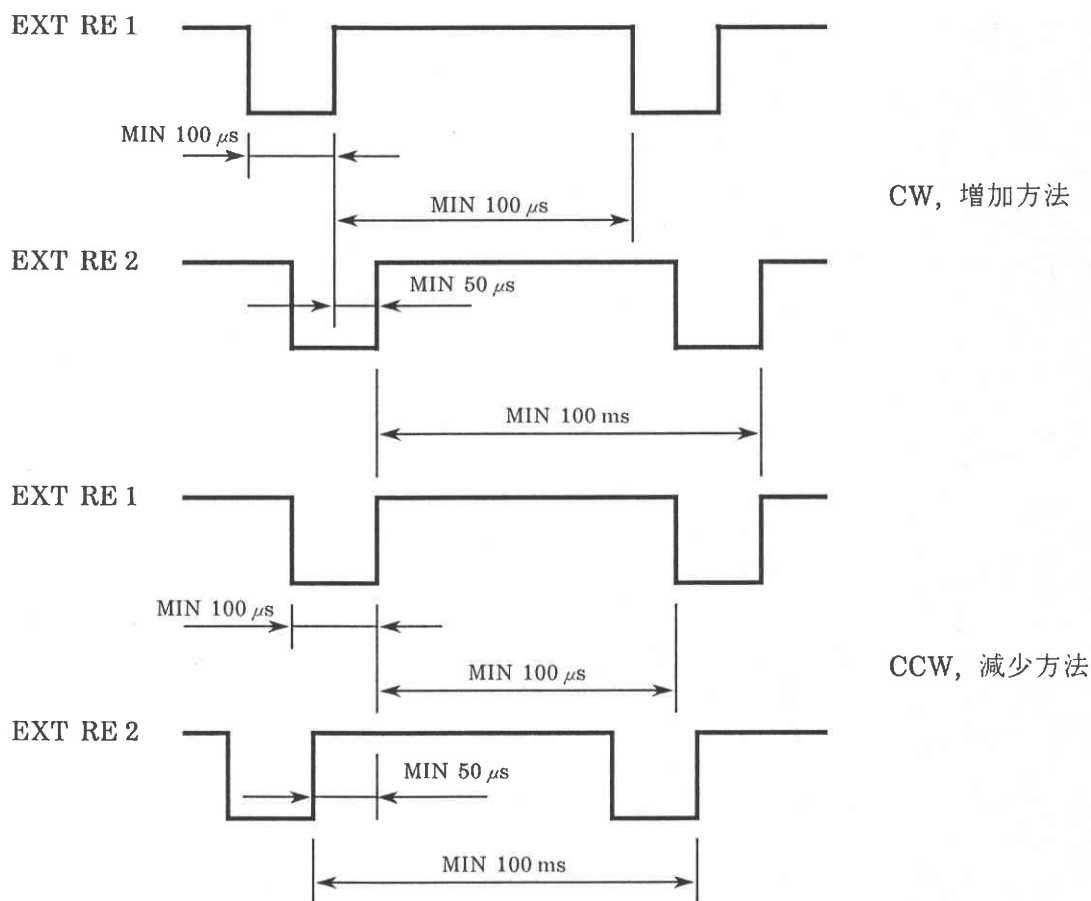 EXT RE 1
MIN 100 μs
MIN 100 μs
CW, 増加方法
EXT RE 2
MIN 50 μs
MIN 100 ms
EXT RE 1
MIN 100 μs
MIN 100 μs
CCW, 減少方法
EXT RE 2
MIN 50 μs
MIN 100 ms